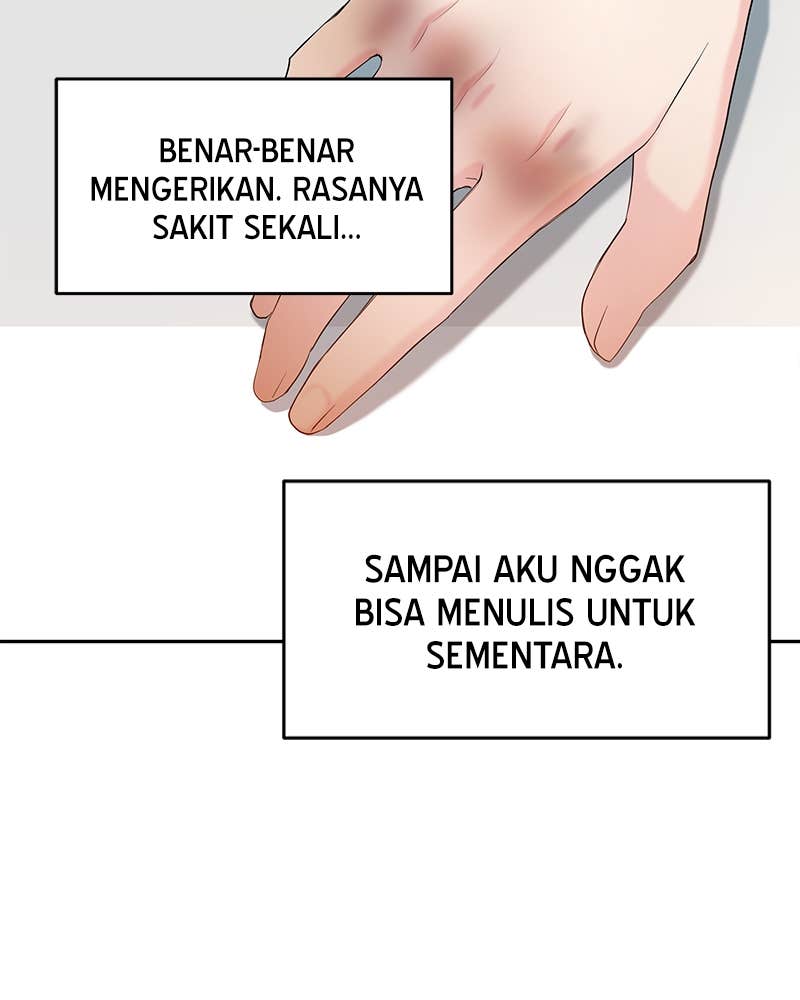 BENAR-BENAR
MENGERIKAN. RASANYA
SAKIT SEKALI...
SAMPAI AKU NGGAK
BISA MENULIS UNTUK
SEMENTARA.